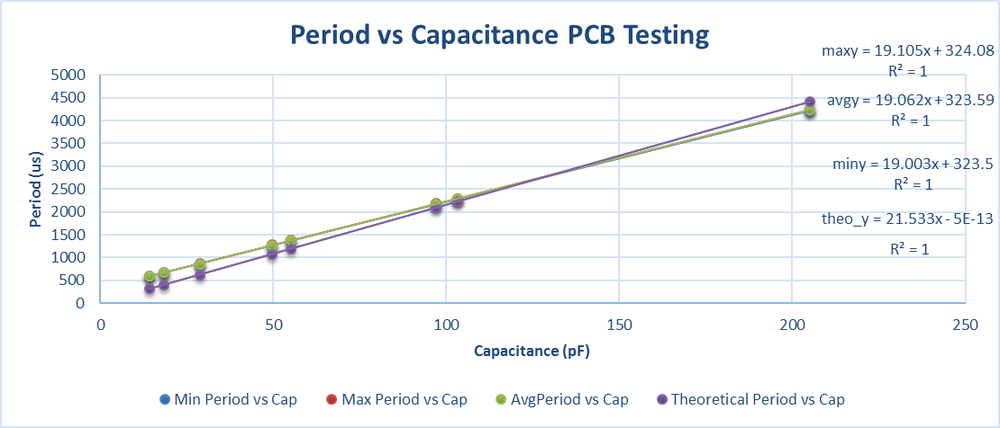 Period vs Capacitance PCB Testing
maxy = 19.105x + 324.08
R² = 1
avgy = 19.062x + 323.59
R² = 1
miny = 19.003x + 323.5
R² = 1
theo_y = 21.533x - 5E-13
R² = 1
Period (us)
5000
4500
4000
3500
3000
2500
2000
1500
1000
500
0
0 50 100 150 200 250
Capacitance (pF)
Min Period vs Cap Max Period vs Cap AvgPeriod vs Cap Theoretical Period vs Cap